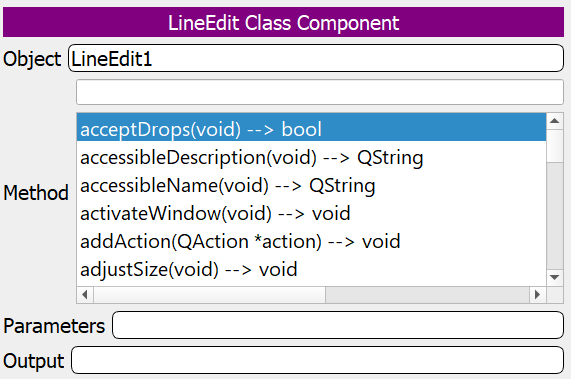 LineEdit Class Component
Object LineEdit1
acceptDrops(void) --> bool
accessibleDescription(void) --> QString
accessibleName(void) --> QString
Method
activateWindow(void) --> void
addAction(QAction *action) --> void
adjustSize(void) --> void
Parameters
Output